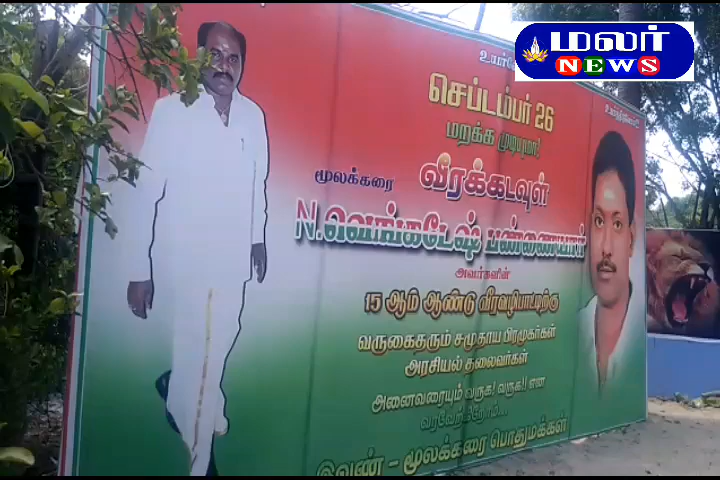 மலர்
NEWS
செப்டம்பர் 26
மறக்க முடியுமா!
வீரக்கடவுள்
மூலக்கரை
N.வெங்கடேஷ் பண்ணையார்
அவர்களின்
15 ஆம் ஆண்டு வீரவழிபாட்டிற்கு
வருகைதரும் சமுதாய பிரமுகர்கள்
அரசியல் தலைவர்கள்
அனைவரையும் வருக! வருக!! என
வரவேற்கிறோம்...
இவண் - மூலக்கரை பொதுமக்கள்